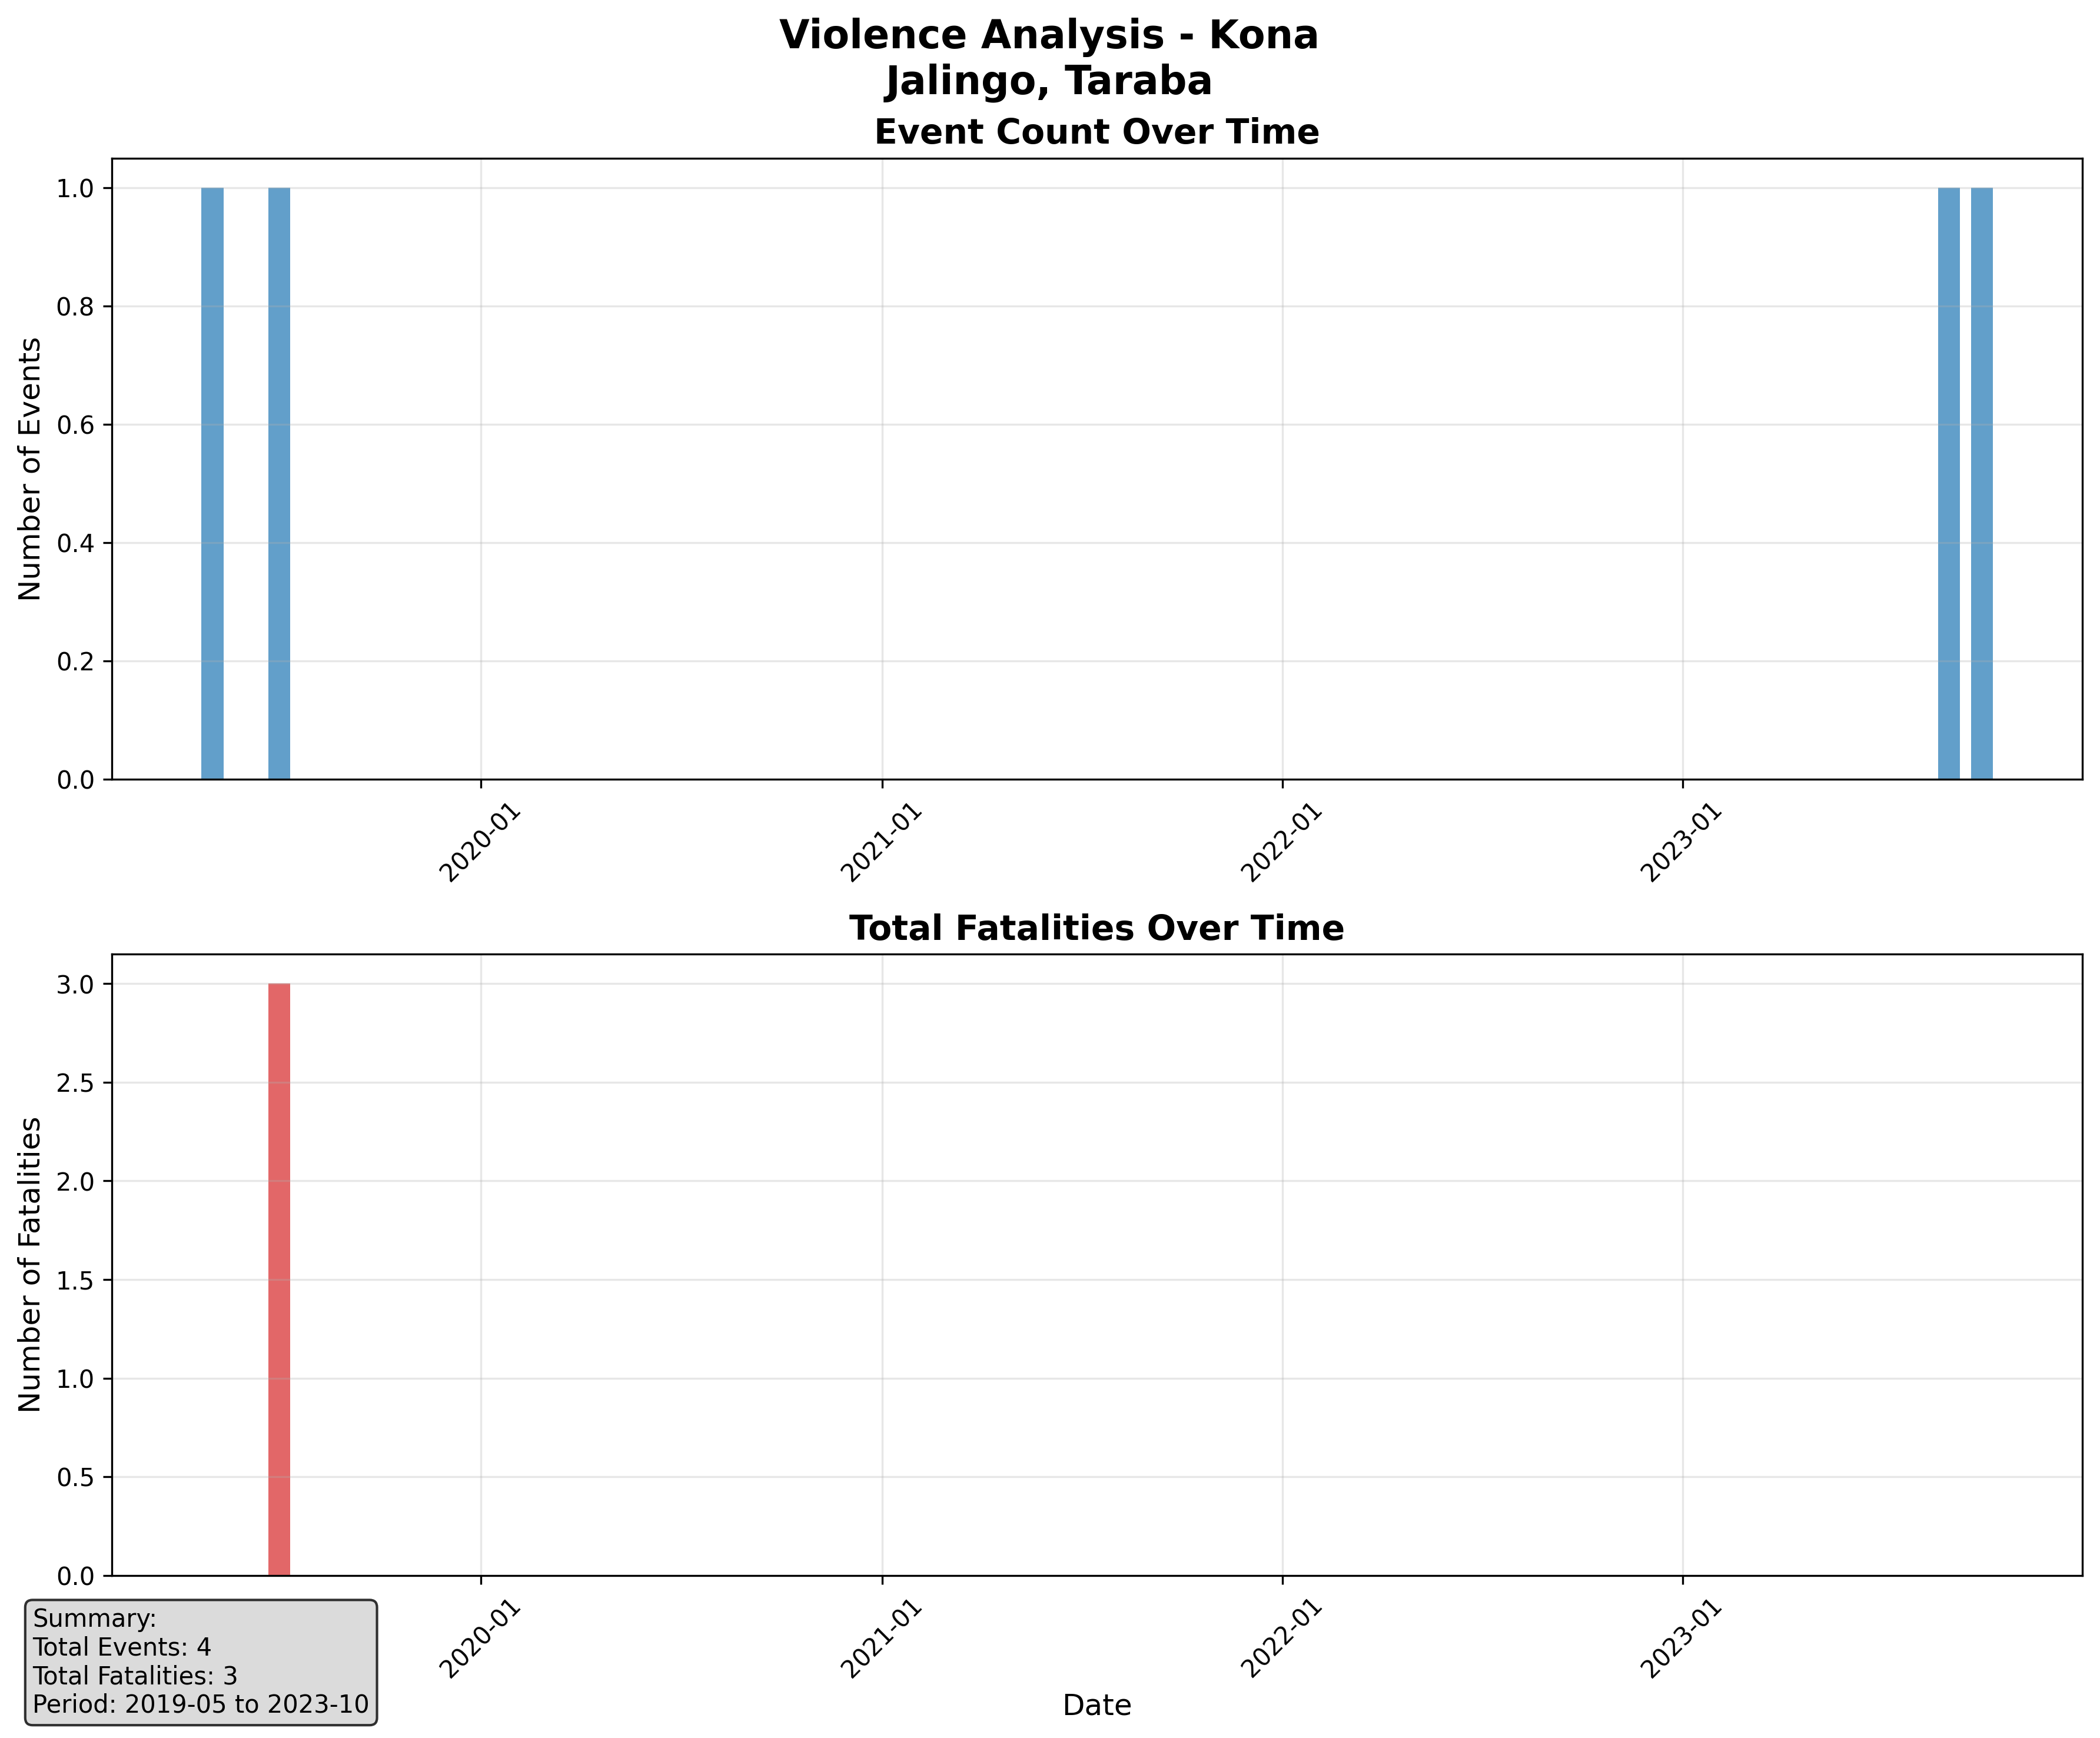 Violence Analysis - Kona
Jalingo, Taraba
Event Count Over Time
Number of Events
1.0
0.8
0.6
0.4
0.2
0.0
2020-01
2021-01
2022-01
2023-01
Total Fatalities Over Time
Number of Fatalities
3.0
2.5
2.0
1.5
1.0
0.5
0.0
2020-01
2021-01
2022-01
2023-01
Date
Summary:
Total Events: 4
Total Fatalities: 3
Period: 2019-05 to 2023-10